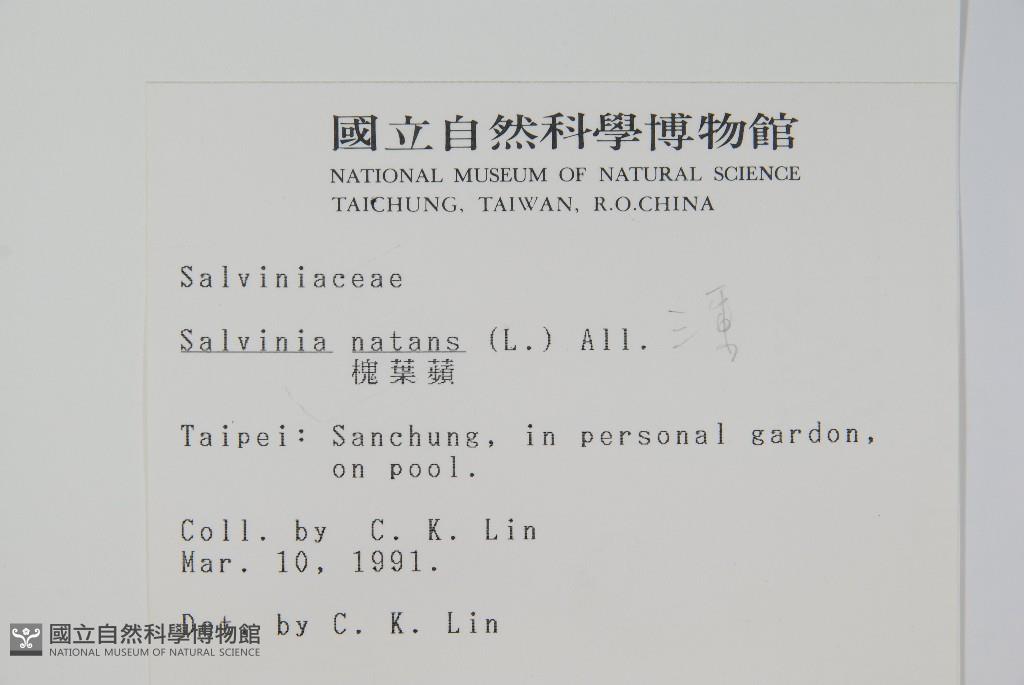 國立自然科學博物館
NATIONAL MUSEUM OF NATURAL SCIENCE
TAICHUNG, TAIWAN, R.O.CHINA
Salviniaceae
Salvinia natans (L.) All.
槐葉蘋
Taipei: Sanchung, in personal gardon,
on pool.
Coll. by C. K. Lin
Mar. 10, 1991.
Det. by C. K. Lin
國立自然科學博物館
NATIONAL MUSEUM OF NATURAL SCIENCE